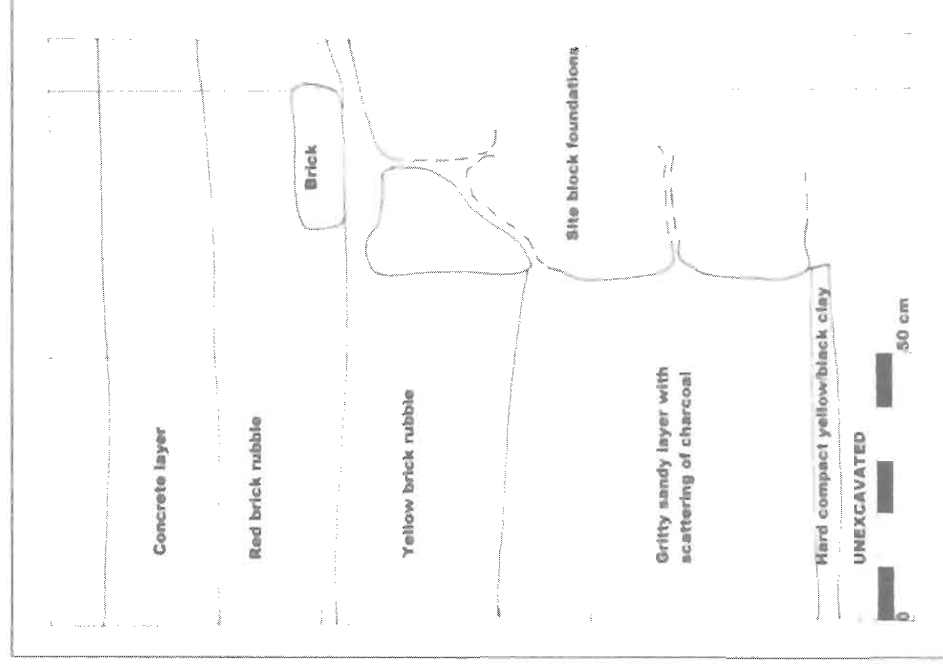 Concrete layer
Red brick rubble
Brick
Yellow brick rubble
Site block foundations
Gritty sandy layer with
scattering of charcoal
Hard compact yellow/black clay
UNEXCAVATED
0
50 cm